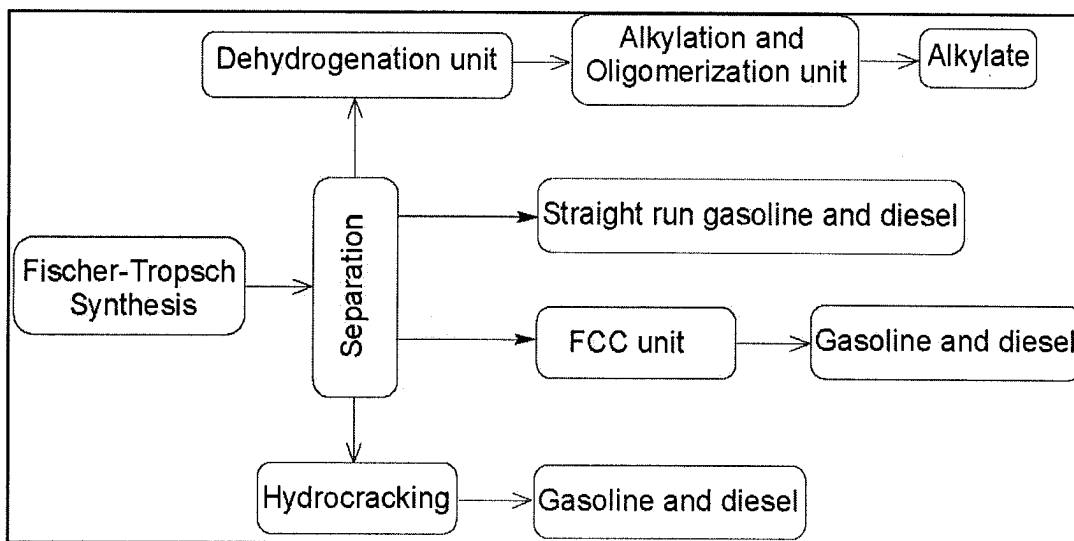 Dehydrogenation unit
Alkylation and
Oligomerization unit
Alkylate
Straight run gasoline and diesel
Fischer-Tropsch
Synthesis
Separation
FCC unit
Gasoline and diesel
Hydrocracking
Gasoline and diesel